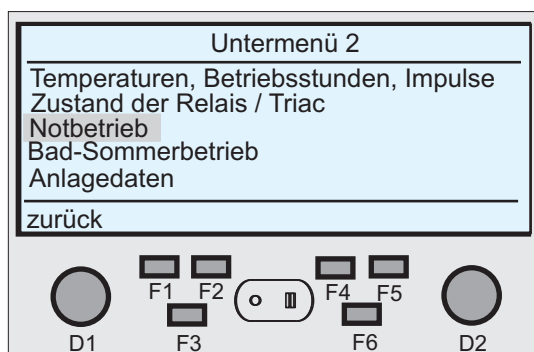 Untermenü 2
Temperaturen, Betriebsstunden, Impulse
Zustand der Relais / Triac
Notbetrieb
Bad-Sommerbetrieb
Anlagedaten
zurück
F1 F2 F4 F5
D1 F3 F6 D2